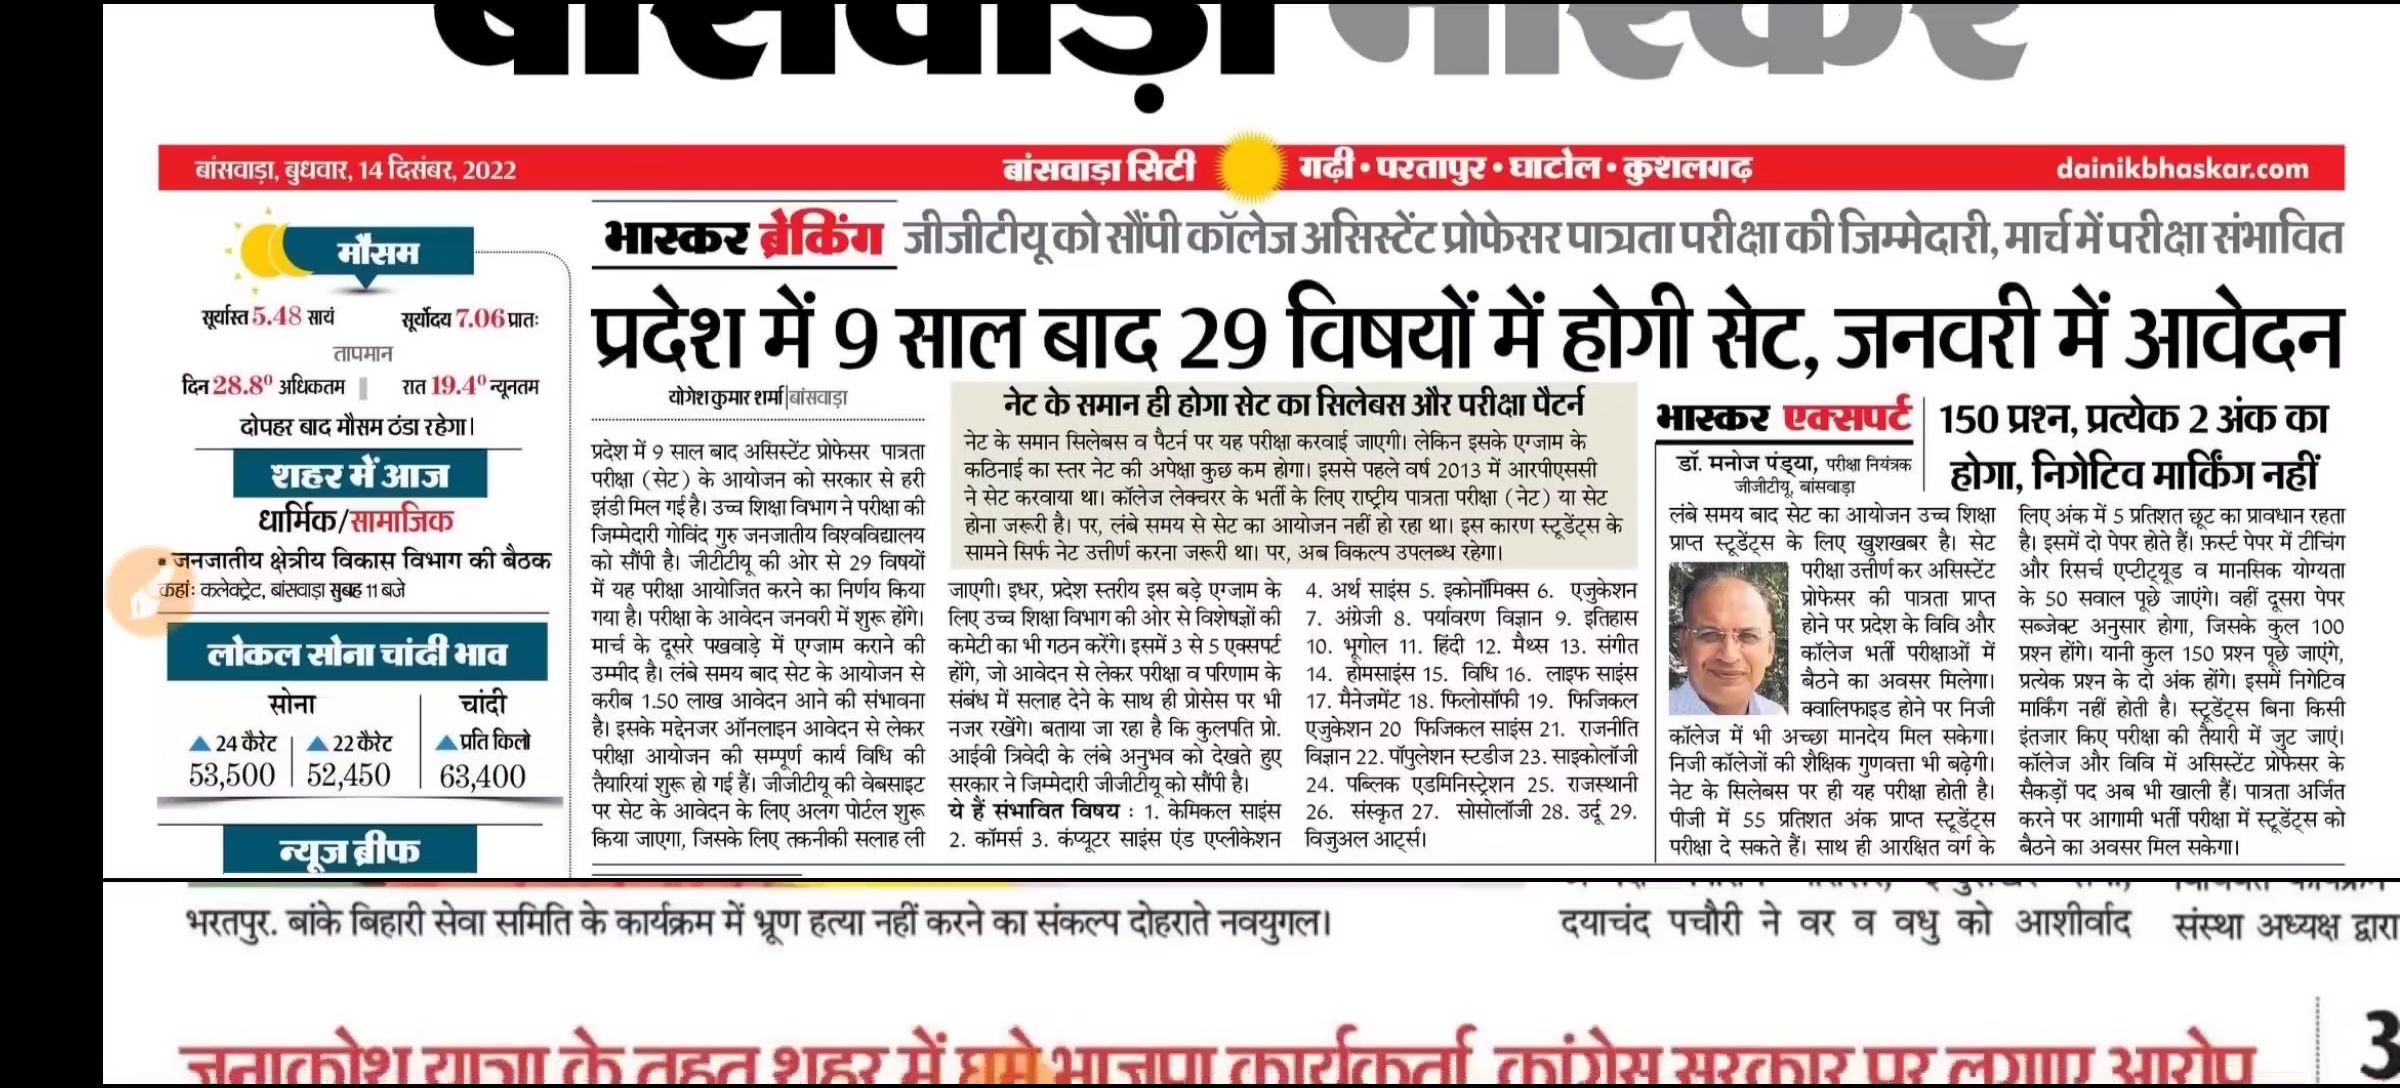 बांसवाड़ा भास्कर
बांसवाड़ा, बुधवार, 14 दिसंबर, 2022
बांसवाड़ा सिटी
गढ़ी • परतापुर • घाटोल • कुशलगढ़
dainikbhaskar.com
मौसम
सूर्यास्त 5.48 सायं
सूर्योदय 7.06 प्रातः
तापमान
दिन 28.8⁰ अधिकतम
रात 19.4⁰ न्यूनतम
दोपहर बाद मौसम ठंडा रहेगा।
शहर में आज
धार्मिक/सामाजिक
• जनजातीय क्षेत्रीय विकास विभाग की बैठक
कहां: कलेक्ट्रेट, बांसवाड़ा सुबह 11 बजे
लोकल सोना चांदी भाव
सोना
चांदी
▲ 24 कैरेट
▲ 22 कैरेट
▲ प्रति किलो
53,500
52,450
63,400
न्यूज ब्रीफ
भास्कर ब्रेकिंग
जीजीटीयू को सौंपी कॉलेज असिस्टेंट प्रोफेसर पात्रता परीक्षा की जिम्मेदारी, मार्च में परीक्षा संभावित
प्रदेश में 9 साल बाद 29 विषयों में होगी सेट, जनवरी में आवेदन
योगेश कुमार शर्मा|बांसवाड़ा
प्रदेश में 9 साल बाद असिस्टेंट प्रोफेसर पात्रता
परीक्षा (सेट) के आयोजन को सरकार से हरी
झंडी मिल गई है। उच्च शिक्षा विभाग ने परीक्षा की
जिम्मेदारी गोविंद गुरु जनजातीय विश्वविद्यालय
को सौंपी है। जीटीटीयू की ओर से 29 विषयों
में यह परीक्षा आयोजित करने का निर्णय किया
गया है। परीक्षा के आवेदन जनवरी में शुरू होंगे।
मार्च के दूसरे पखवाड़े में एग्जाम कराने की
उम्मीद है। लंबे समय बाद सेट के आयोजन से
करीब 1.50 लाख आवेदन आने की संभावना
है। इसके मद्देनजर ऑनलाइन आवेदन से लेकर
परीक्षा आयोजन की सम्पूर्ण कार्य विधि की
तैयारियां शुरू हो गई हैं। जीजीटीयू की वेबसाइट
पर सेट के आवेदन के लिए अलग पोर्टल शुरू
किया जाएगा, जिसके लिए तकनीकी सलाह ली
नेट के समान ही होगा सेट का सिलेबस और परीक्षा पैटर्न
नेट के समान सिलेबस व पैटर्न पर यह परीक्षा करवाई जाएगी। लेकिन इसके एग्जाम के
कठिनाई का स्तर नेट की अपेक्षा कुछ कम होगा। इससे पहले वर्ष 2013 में आरपीएससी
ने सेट करवाया था। कॉलेज लेक्चरर के भर्ती के लिए राष्ट्रीय पात्रता परीक्षा (नेट) या सेट
होना जरूरी है। पर, लंबे समय से सेट का आयोजन नहीं हो रहा था। इस कारण स्टूडेंट्स के
सामने सिर्फ नेट उत्तीर्ण करना जरूरी था। पर, अब विकल्प उपलब्ध रहेगा।
जाएगी। इधर, प्रदेश स्तरीय इस बड़े एग्जाम के
लिए उच्च शिक्षा विभाग की ओर से विशेषज्ञों की
कमेटी का भी गठन करेंगे। इसमें 3 से 5 एक्सपर्ट
होंगे, जो आवेदन से लेकर परीक्षा व परिणाम के
संबंध में सलाह देने के साथ ही प्रोसेस पर भी
नजर रखेंगे। बताया जा रहा है कि कुलपति प्रो.
आईवी त्रिवेदी के लंबे अनुभव को देखते हुए
सरकार ने जिम्मेदारी जीजीटीयू को सौंपी है।
ये हैं संभावित विषय : 1. केमिकल साइंस
2. कॉमर्स 3. कंप्यूटर साइंस एंड एप्लीकेशन
4. अर्थ साइंस 5. इकोनॉमिक्स 6. एजुकेशन
7. अंग्रेजी 8. पर्यावरण विज्ञान 9. इतिहास
10. भूगोल 11. हिंदी 12. मैथ्स 13. संगीत
14. होमसाइंस 15. विधि 16. लाइफ साइंस
17. मैनेजमेंट 18. फिलोसॉफी 19. फिजिकल
एजुकेशन 20 फिजिकल साइंस 21. राजनीति
विज्ञान 22. पॉपुलेशन स्टडीज 23. साइकोलॉजी
24. पब्लिक एडमिनिस्ट्रेशन 25. राजस्थानी
26. संस्कृत 27. सोसोलॉजी 28. उर्दू 29.
विजुअल आर्ट्स।
भास्कर एक्सपर्ट
डॉ. मनोज पंड्या, परीक्षा नियंत्रक
जीजीटीयू, बांसवाड़ा
150 प्रश्न, प्रत्येक 2 अंक का
होगा, निगेटिव मार्किंग नहीं
लंबे समय बाद सेट का आयोजन उच्च शिक्षा
प्राप्त स्टूडेंट्स के लिए खुशखबर है। सेट
परीक्षा उत्तीर्ण कर असिस्टेंट
प्रोफेसर की पात्रता प्राप्त
होने पर प्रदेश के विवि और
कॉलेज भर्ती परीक्षाओं में
बैठने का अवसर मिलेगा।
क्वालिफाइड होने पर निजी
कॉलेज में भी अच्छा मानदेय मिल सकेगा।
निजी कॉलेजों की शैक्षिक गुणवत्ता भी बढ़ेगी।
नेट के सिलेबस पर ही यह परीक्षा होती है।
पीजी में 55 प्रतिशत अंक प्राप्त स्टूडेंट्स
परीक्षा दे सकते हैं। साथ ही आरक्षित वर्ग के
लिए अंक में 5 प्रतिशत छूट का प्रावधान रहता
है। इसमें दो पेपर होते हैं। फ़र्स्ट पेपर में टीचिंग
और रिसर्च एप्टीट्यूड व मानसिक योग्यता
के 50 सवाल पूछे जाएंगे। वहीं दूसरा पेपर
सब्जेक्ट अनुसार होगा, जिसके कुल 100
प्रश्न होंगे। यानी कुल 150 प्रश्न पूछे जाएंगे,
प्रत्येक प्रश्न के दो अंक होंगे। इसमें निगेटिव
मार्किंग नहीं होती है। स्टूडेंट्स बिना किसी
इंतजार किए परीक्षा की तैयारी में जुट जाएं।
कॉलेज और विवि में असिस्टेंट प्रोफेसर के
सैकड़ों पद अब भी खाली हैं। पात्रता अर्जित
करने पर आगामी भर्ती परीक्षा में स्टूडेंट्स को
बैठने का अवसर मिल सकेगा।
भरतपुर. बांके बिहारी सेवा समिति के कार्यक्रम में भ्रूण हत्या नहीं करने का संकल्प दोहराते नवयुगल।
दयाचंद पचौरी ने वर व वधु को आशीर्वाद
संस्था अध्यक्ष द्वारा
जनाक्रोश यात्रा के तहत शहर में घूमे भाजपा कार्यकर्ता, कांग्रेस सरकार पर लगाए आरोप
3